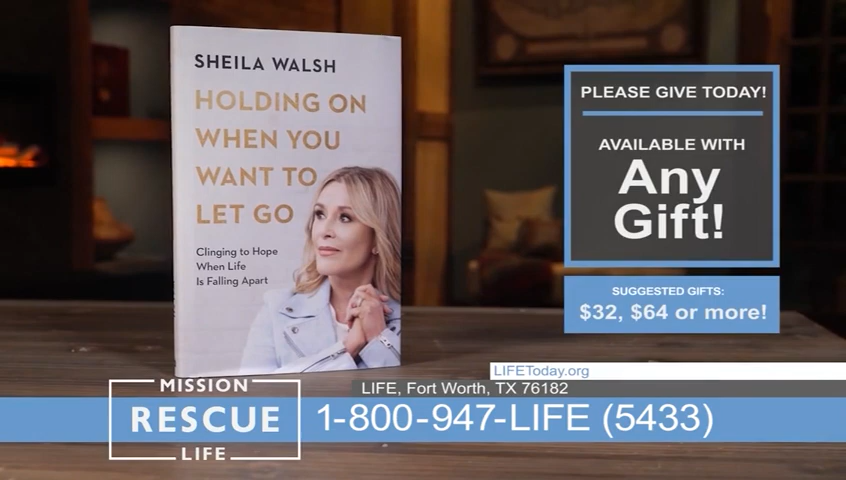 SHEILA WALSH
HOLDING ON
WHEN YOU
WANT TO
LET GO
Clinging to Hope
When Life
Is Falling Apart
PLEASE GIVE TODAY!
AVAILABLE WITH
Any
Gift!
SUGGESTED GIFTS:
$32, $64 or more!
LIFEToday.org
LIFE, Fort Worth, TX 76182
MISSION
RESCUE
LIFE
1-800-947-LIFE (5433)